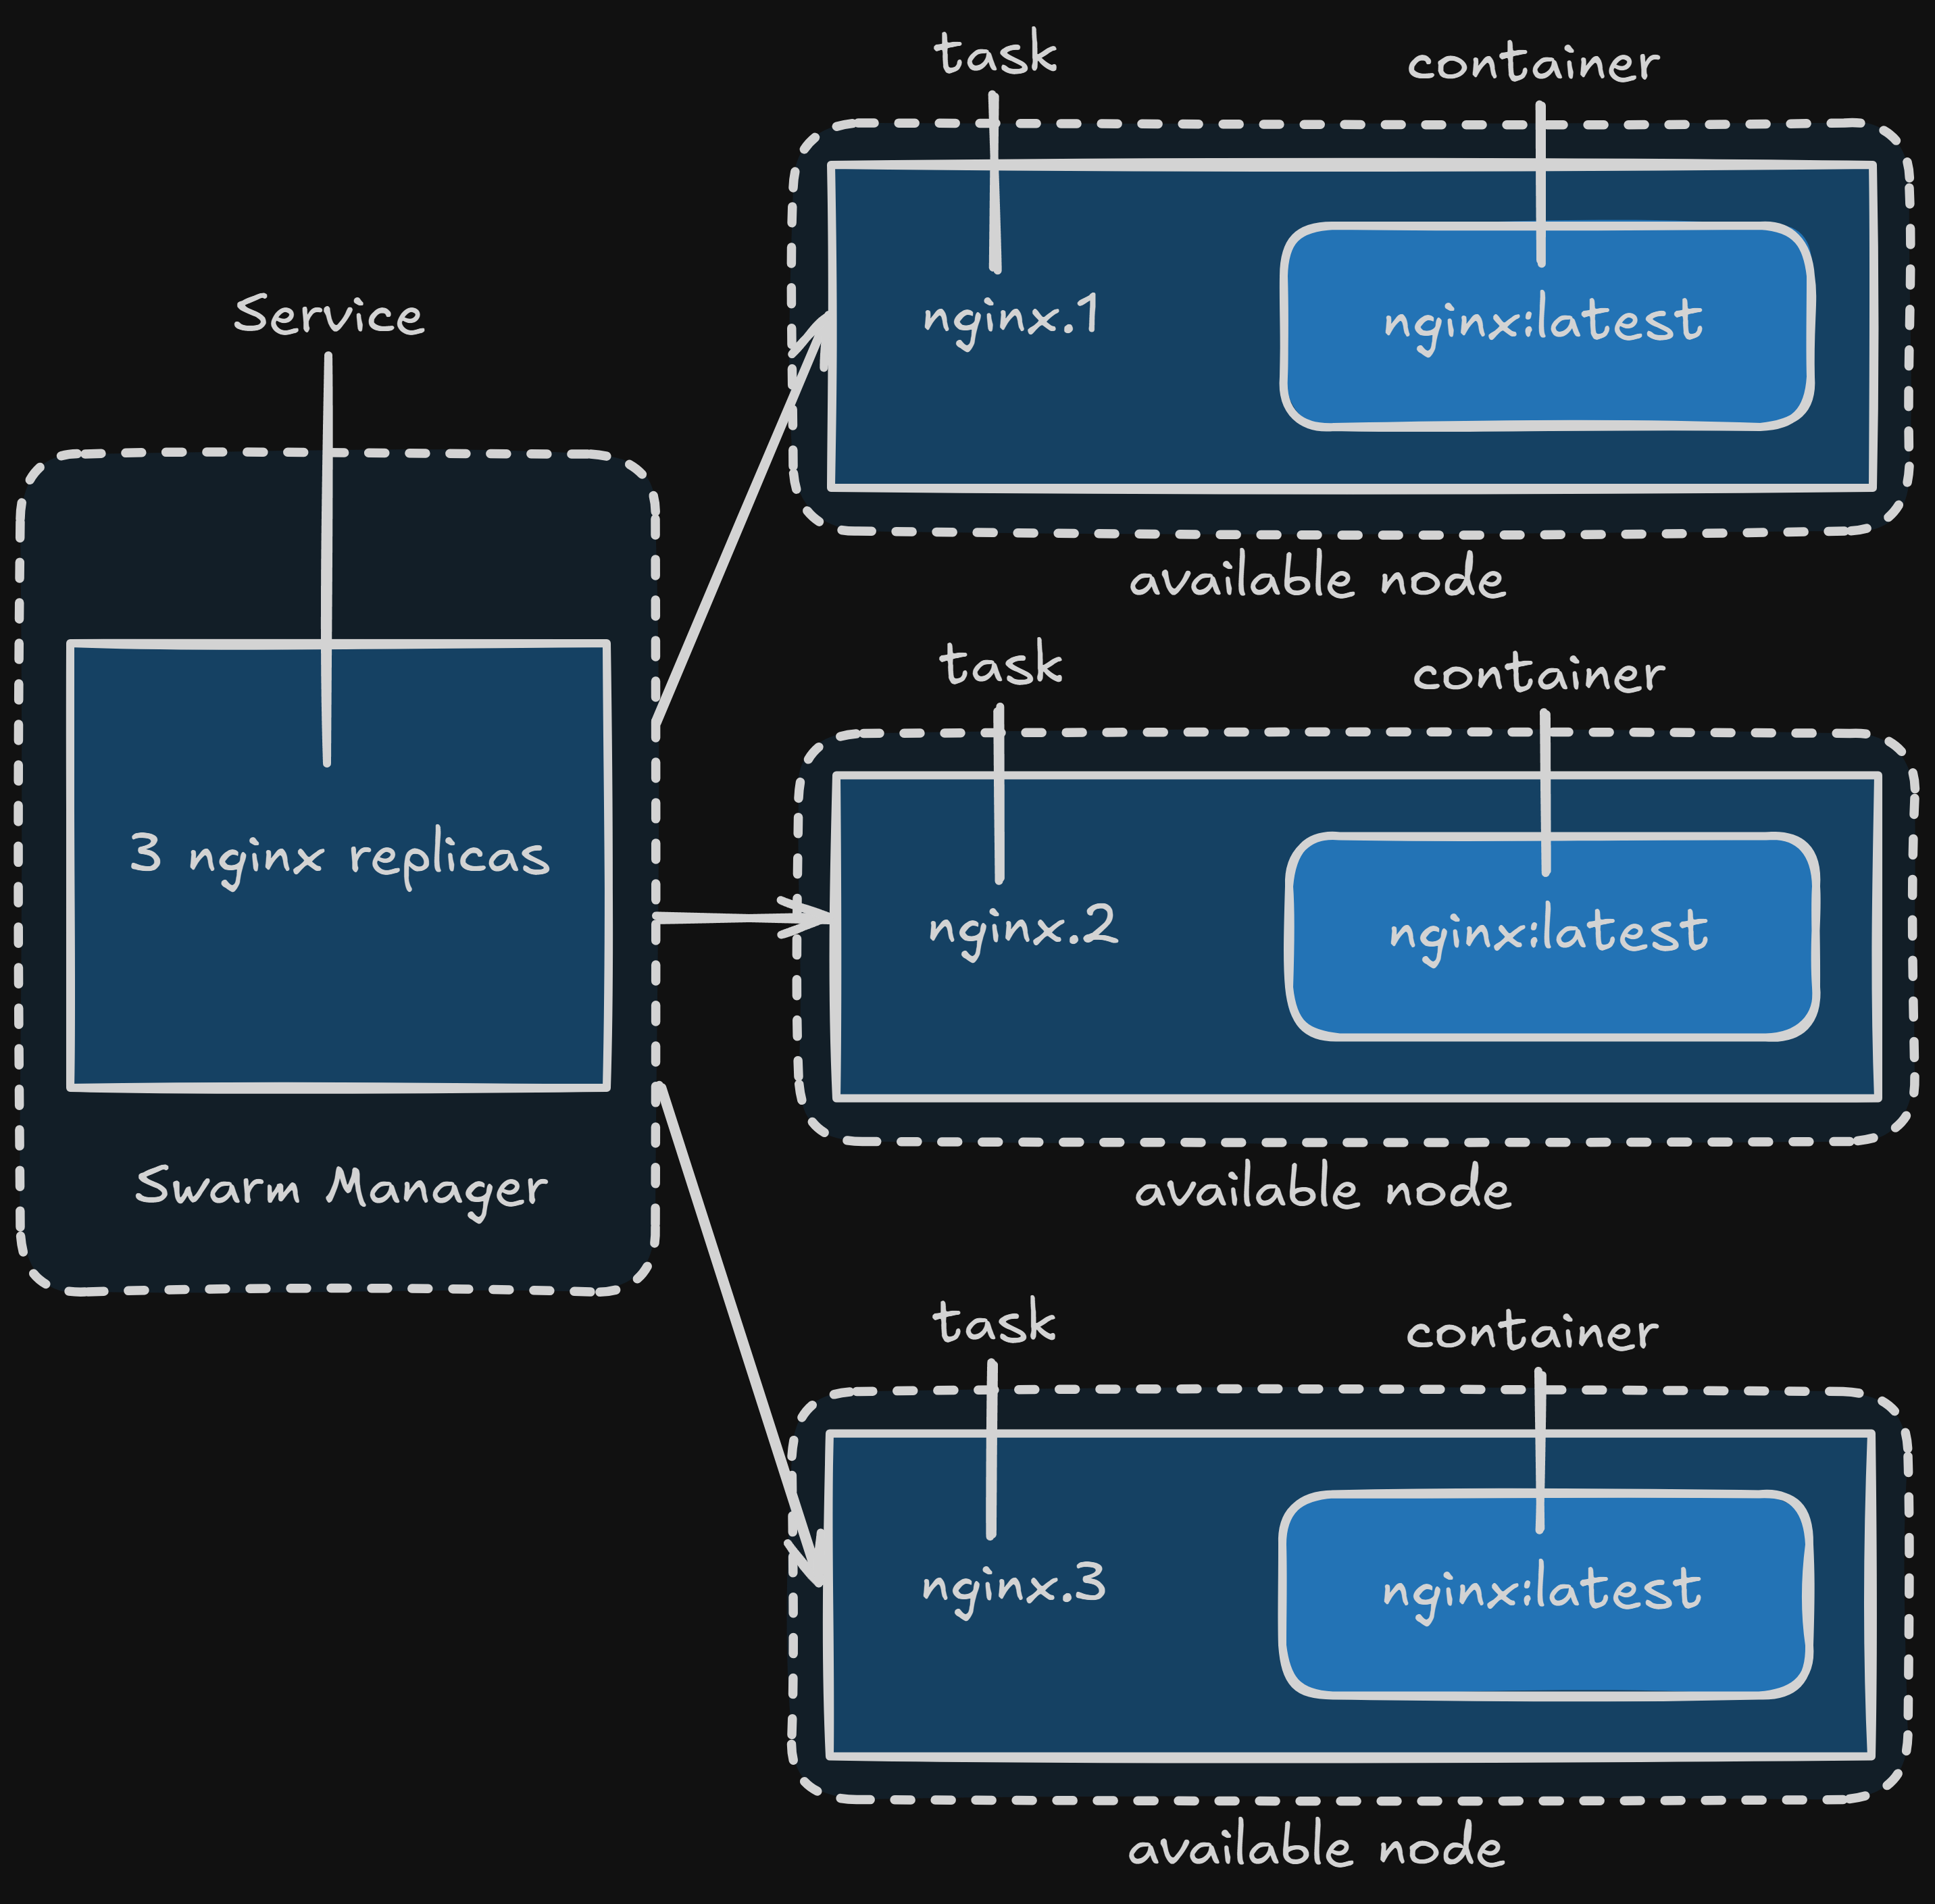 Service
3 nginx replicas
Swarm Manager
task
container
nginx.1
nginx:latest
available node
task
container
nginx.2
nginx:latest
available node
task
container
nginx.3
nginx:latest
available node